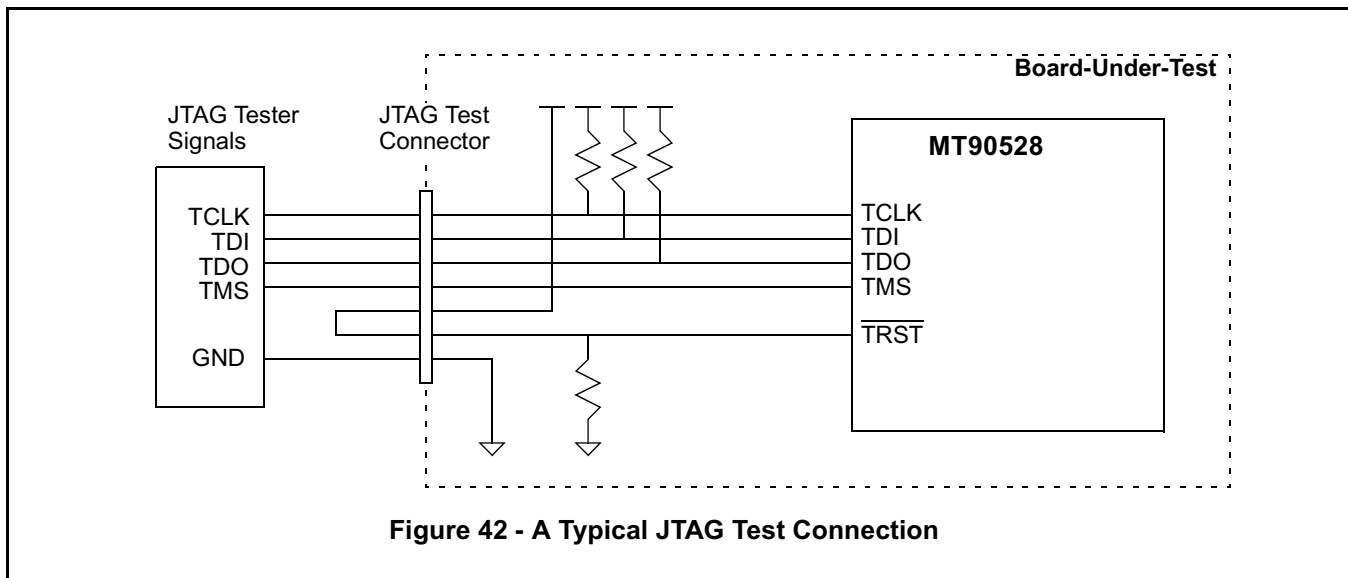 Board-Under-Test
JTAG Tester
Signals
JTAG Test
Connector
MT90528
TCLK
TDI
TDO
TMS
GND
TCLK
TDI
TDO
TMS
TRST
Figure 42 - A Typical JTAG Test Connection